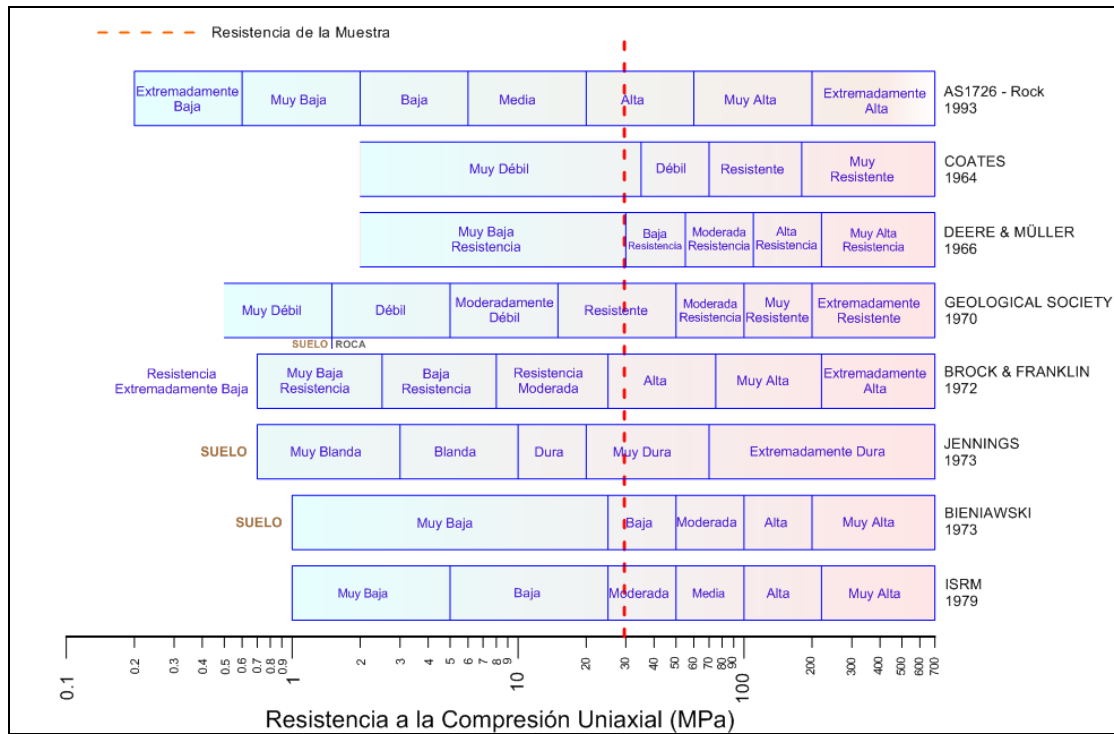 Resistencia de la Muestra
Extremadamente
Baja
Muy Baja
Baja
Media
Alta
Muy Alta
Extremadamente
Alta
AS1726 - Rock
1993
Muy Débil
Débil
Resistente
Muy
Resistente
COATES
1964
Muy Baja
Resistencia
Baja
Resistencia
Moderada
Resistencia
Alta
Resistencia
Muy Alta
Resistencia
DEERE & MÜLLER
1966
Muy Débil
Débil
Moderadamente
Débil
Resistente
Moderada
Resistencia
Muy
Resistente
Extremadamente
Resistente
GEOLOGICAL SOCIETY
1970
SUELO
ROCA
Resistencia
Extremadamente Baja
Muy Baja
Resistencia
Baja
Resistencia
Resistencia
Moderada
Alta
Muy Alta
Extremadamente
Alta
BROCK & FRANKLIN
1972
SUELO
Muy Blanda
Blanda
Dura
Muy Dura
Extremadamente Dura
JENNINGS
1973
SUELO
Muy Baja
Baja
Moderada
Alta
Muy Alta
BIENIAWSKI
1973
Muy Baja
Baja
Moderada
Media
Alta
Muy Alta
ISRM
1979
0.1
0.2
0.3
0.4
0.5
0.6
0.7
0.8
0.9
1
2
3
4
5
6
7
8
9
10
20
30
40
50
60
70
80
90
100
200
300
400
500
600
700
Resistencia a la Compresión Uniaxial (MPa)